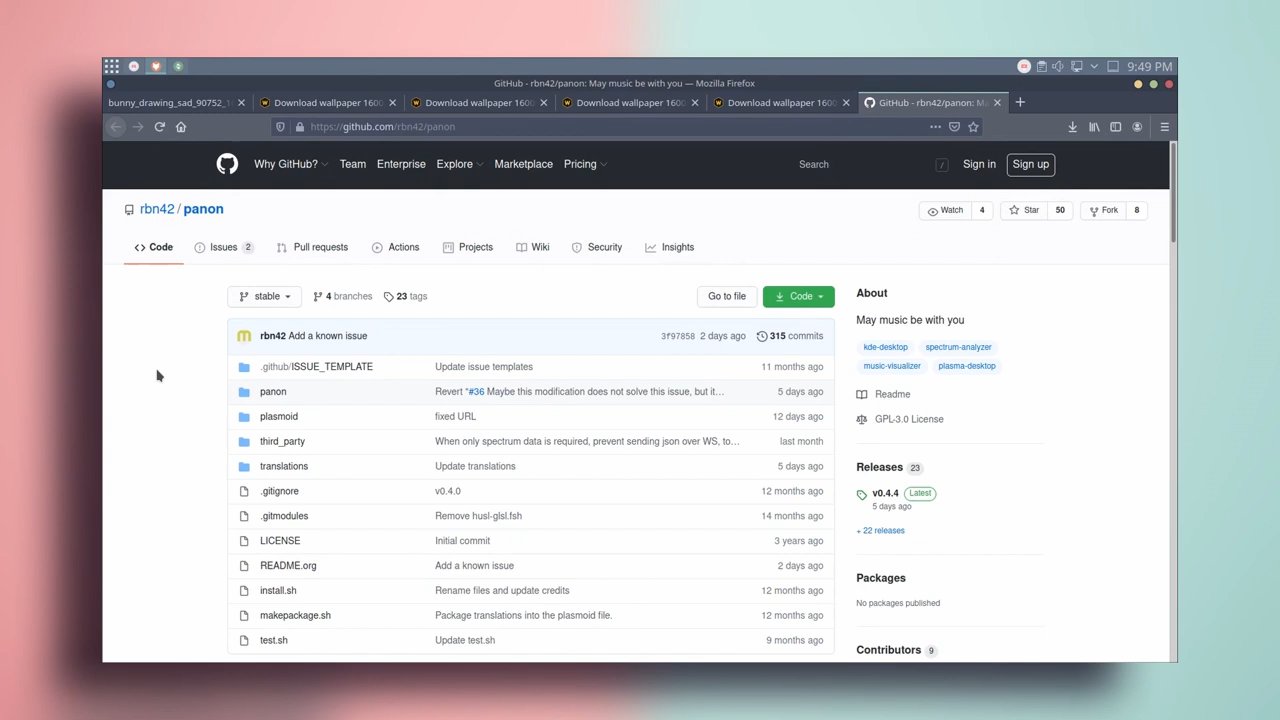 9:49 PM
GitHub - rbn42/panon: May music be with you — Mozilla Firefox
bunny_drawing_sad_90752_1 Download wallpaper 1600 Download wallpaper 1600 Download wallpaper 1600 Download wallpaper 1600 GitHub - rbn42/panon: Ma
https://github.com/rbn42/panon
Why GitHub? Team Enterprise Explore Marketplace Pricing Search / Sign in Sign up
rbn42 / panon Watch 4 Star 50 Fork 8
Code Issues 2 Pull requests Actions Projects Wiki Security Insights
stable 4 branches 23 tags Go to file Code
rbn42 Add a known issue 3f97858 2 days ago 315 commits
.github/ISSUE_TEMPLATE Update issue templates 11 months ago
panon Revert "#36 Maybe this modification does not solve this issue, but it… 5 days ago
plasmoid fixed URL 12 days ago
third_party When only spectrum data is required, prevent sending json over WS, to… last month
translations Update translations 5 days ago
.gitignore v0.4.0 12 months ago
.gitmodules Remove husl-glsl.fsh 14 months ago
LICENSE Initial commit 3 years ago
README.org Add a known issue 2 days ago
install.sh Rename files and update credits 12 months ago
makepackage.sh Package translations into the plasmoid file. 12 months ago
test.sh Update test.sh 9 months ago
About
May music be with you
kde-desktop spectrum-analyzer
music-visualizer plasma-desktop
Readme
GPL-3.0 License
Releases 23
v0.4.4 Latest
5 days ago
+ 22 releases
Packages
No packages published
Contributors 9